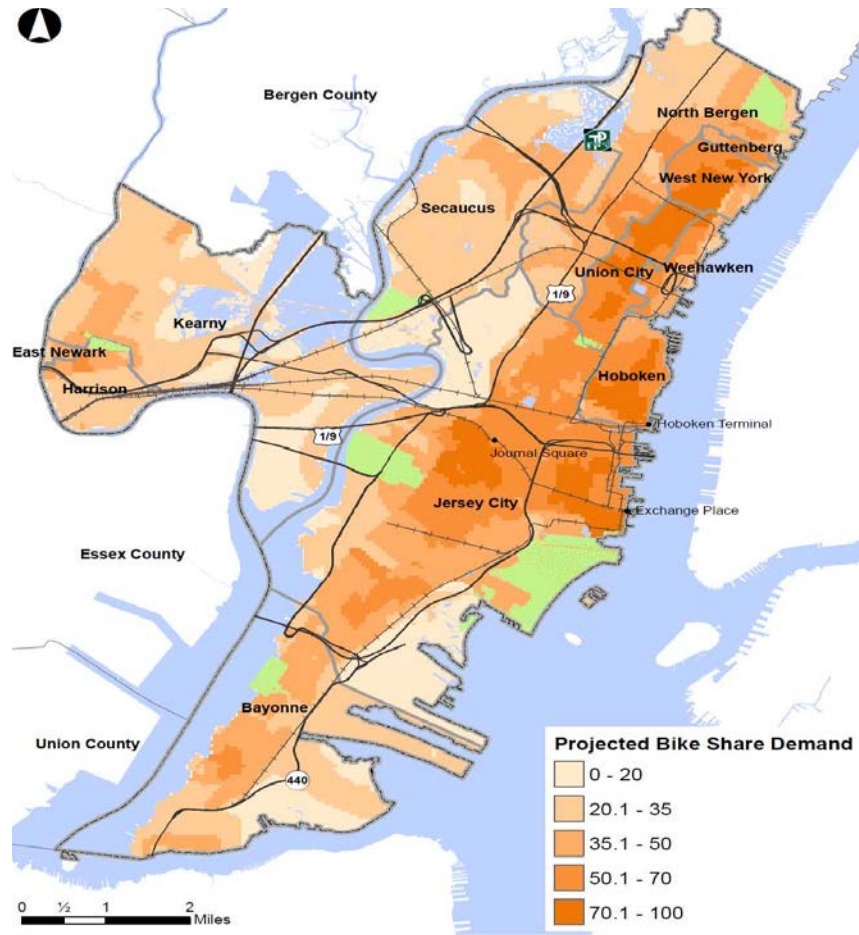 Bergen County
North Bergen
Guttenberg
West New York
Secaucus
Union City
Weehawken
1/9
Kearny
East Newark
Harrison
Hoboken
Hoboken Terminal
1/9
Journal Square
Jersey City
Exchange Place
Essex County
Bayonne
Union County
440
Projected Bike Share Demand
0 - 20
20.1 - 35
35.1 - 50
50.1 - 70
70.1 - 100
0 ½ 1 2
Miles